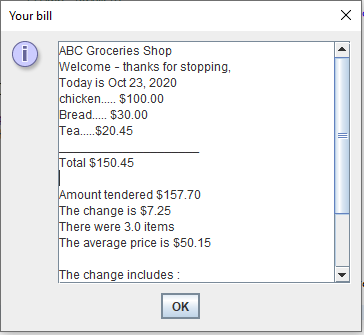 Your bill
ABC Groceries Shop
Welcome - thanks for stopping,
Today is Oct 23, 2020
chicken..... $100.00
Bread..... $30.00
Tea.....$20.45
____________________
Total $150.45
Amount tendered $157.70
The change is $7.25
There were 3.0 items
The average price is $50.15
The change includes :
OK